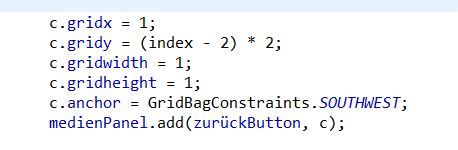 c.gridx = 1;
c.gridy = (index - 2) * 2;
c.gridwidth = 1;
c.gridheight = 1;
c.anchor = GridBagConstraints.SOUTHWEST;
medienPanel.add(zurückButton, c);